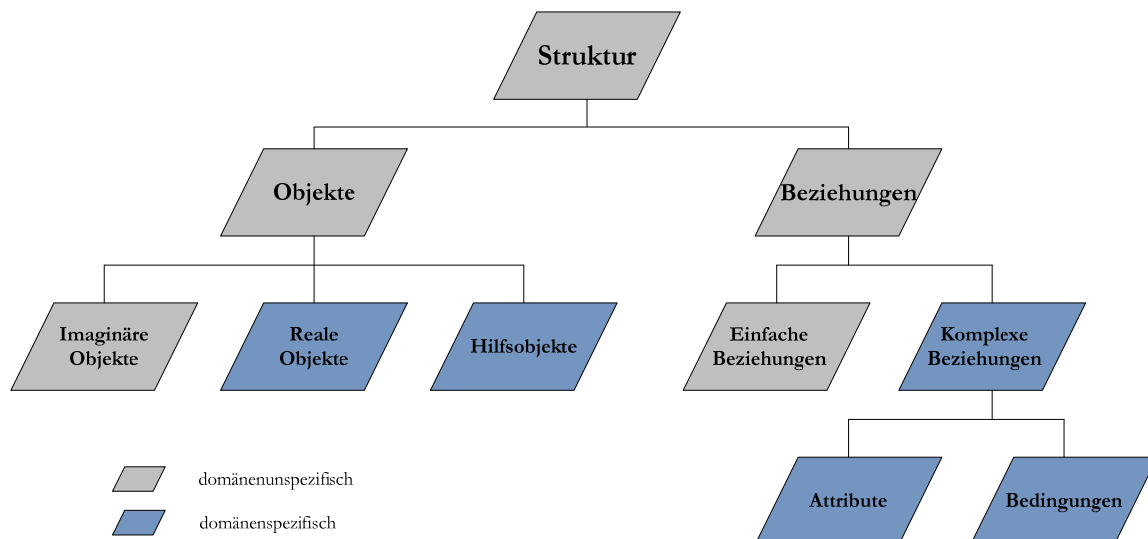 Struktur
Objekte
Beziehungen
Imaginäre
Objekte
Reale
Objekte
Hilfsobjekte
Einfache
Beziehungen
Komplexe
Beziehungen
Attribute
Bedingungen
domänenunspezifisch
domänenspezifisch